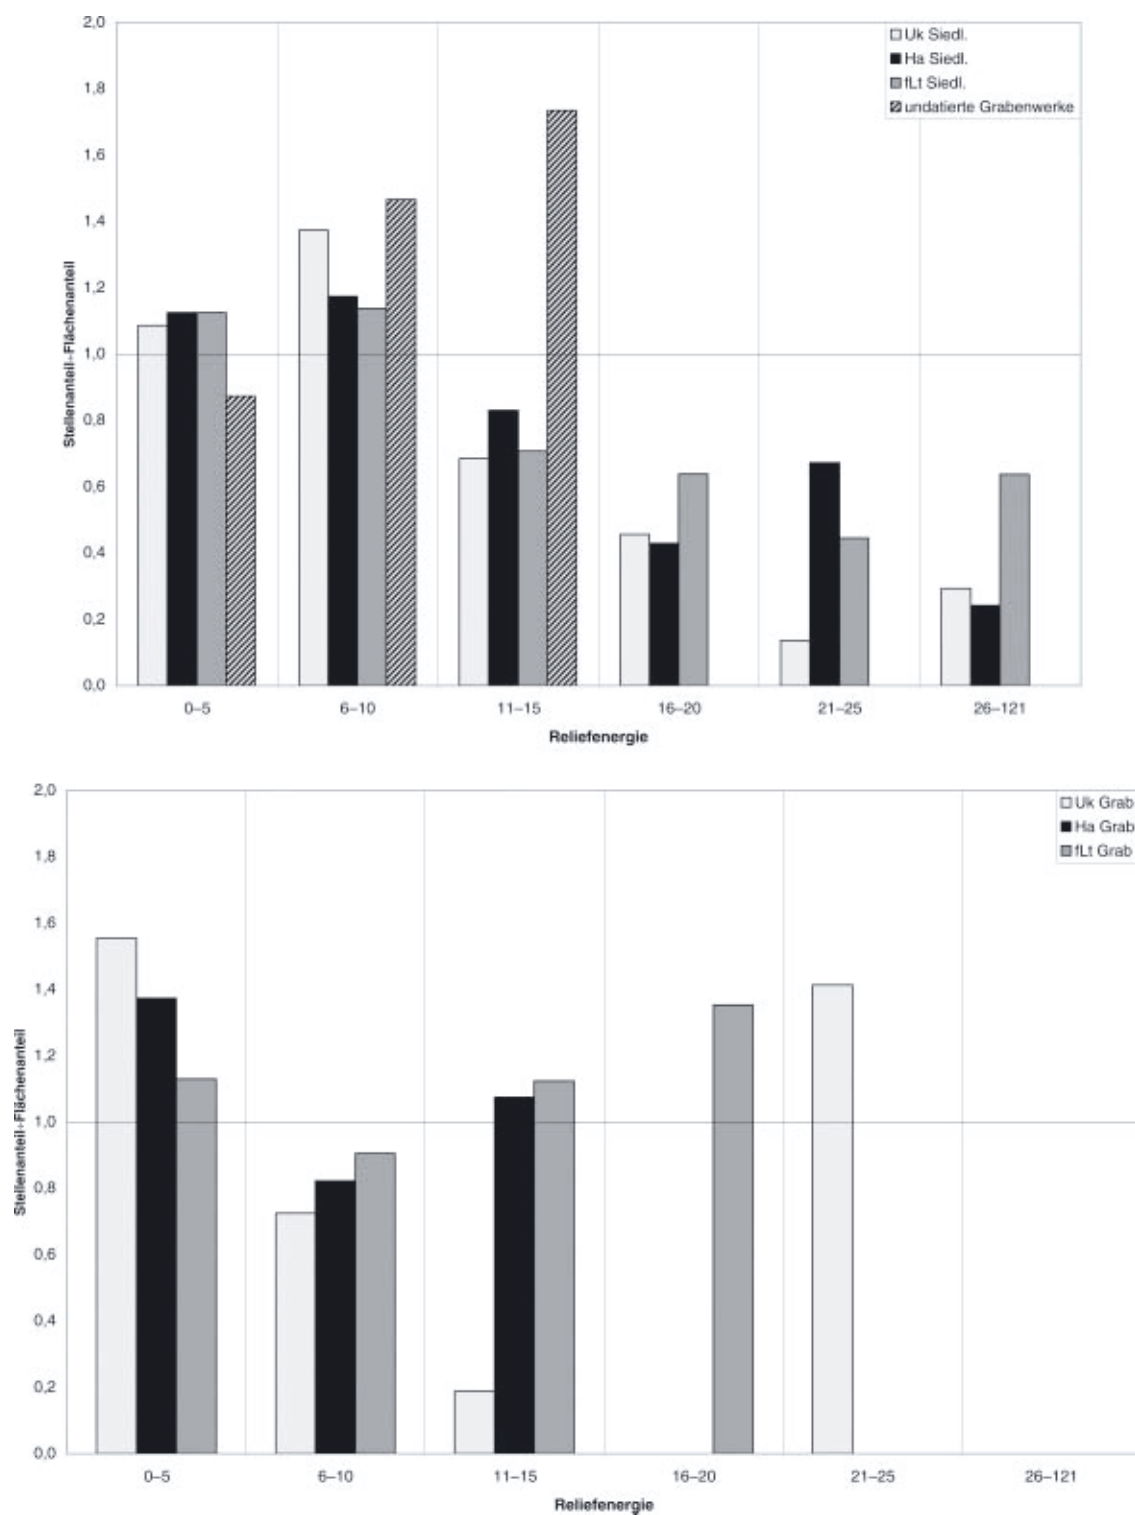 2,0
Uk Siedl.
Ha Siedl.
fLt Siedl.
undatierte Grabenwerke
1,8
1,6
1,4
1,2
1,0
0,8
0,6
0,4
0,2
0,0
Stellenanteil÷Flächenanteil
0–5 6–10 11–15 16–20 21–25 26–121
Reliefenergie
2,0
Uk Grab
Ha Grab
fLt Grab
1,8
1,6
1,4
1,2
1,0
0,8
0,6
0,4
0,2
0,0
Stellenanteil÷Flächenanteil
0–5 6–10 11–15 16–20 21–25 26–121
Reliefenergie